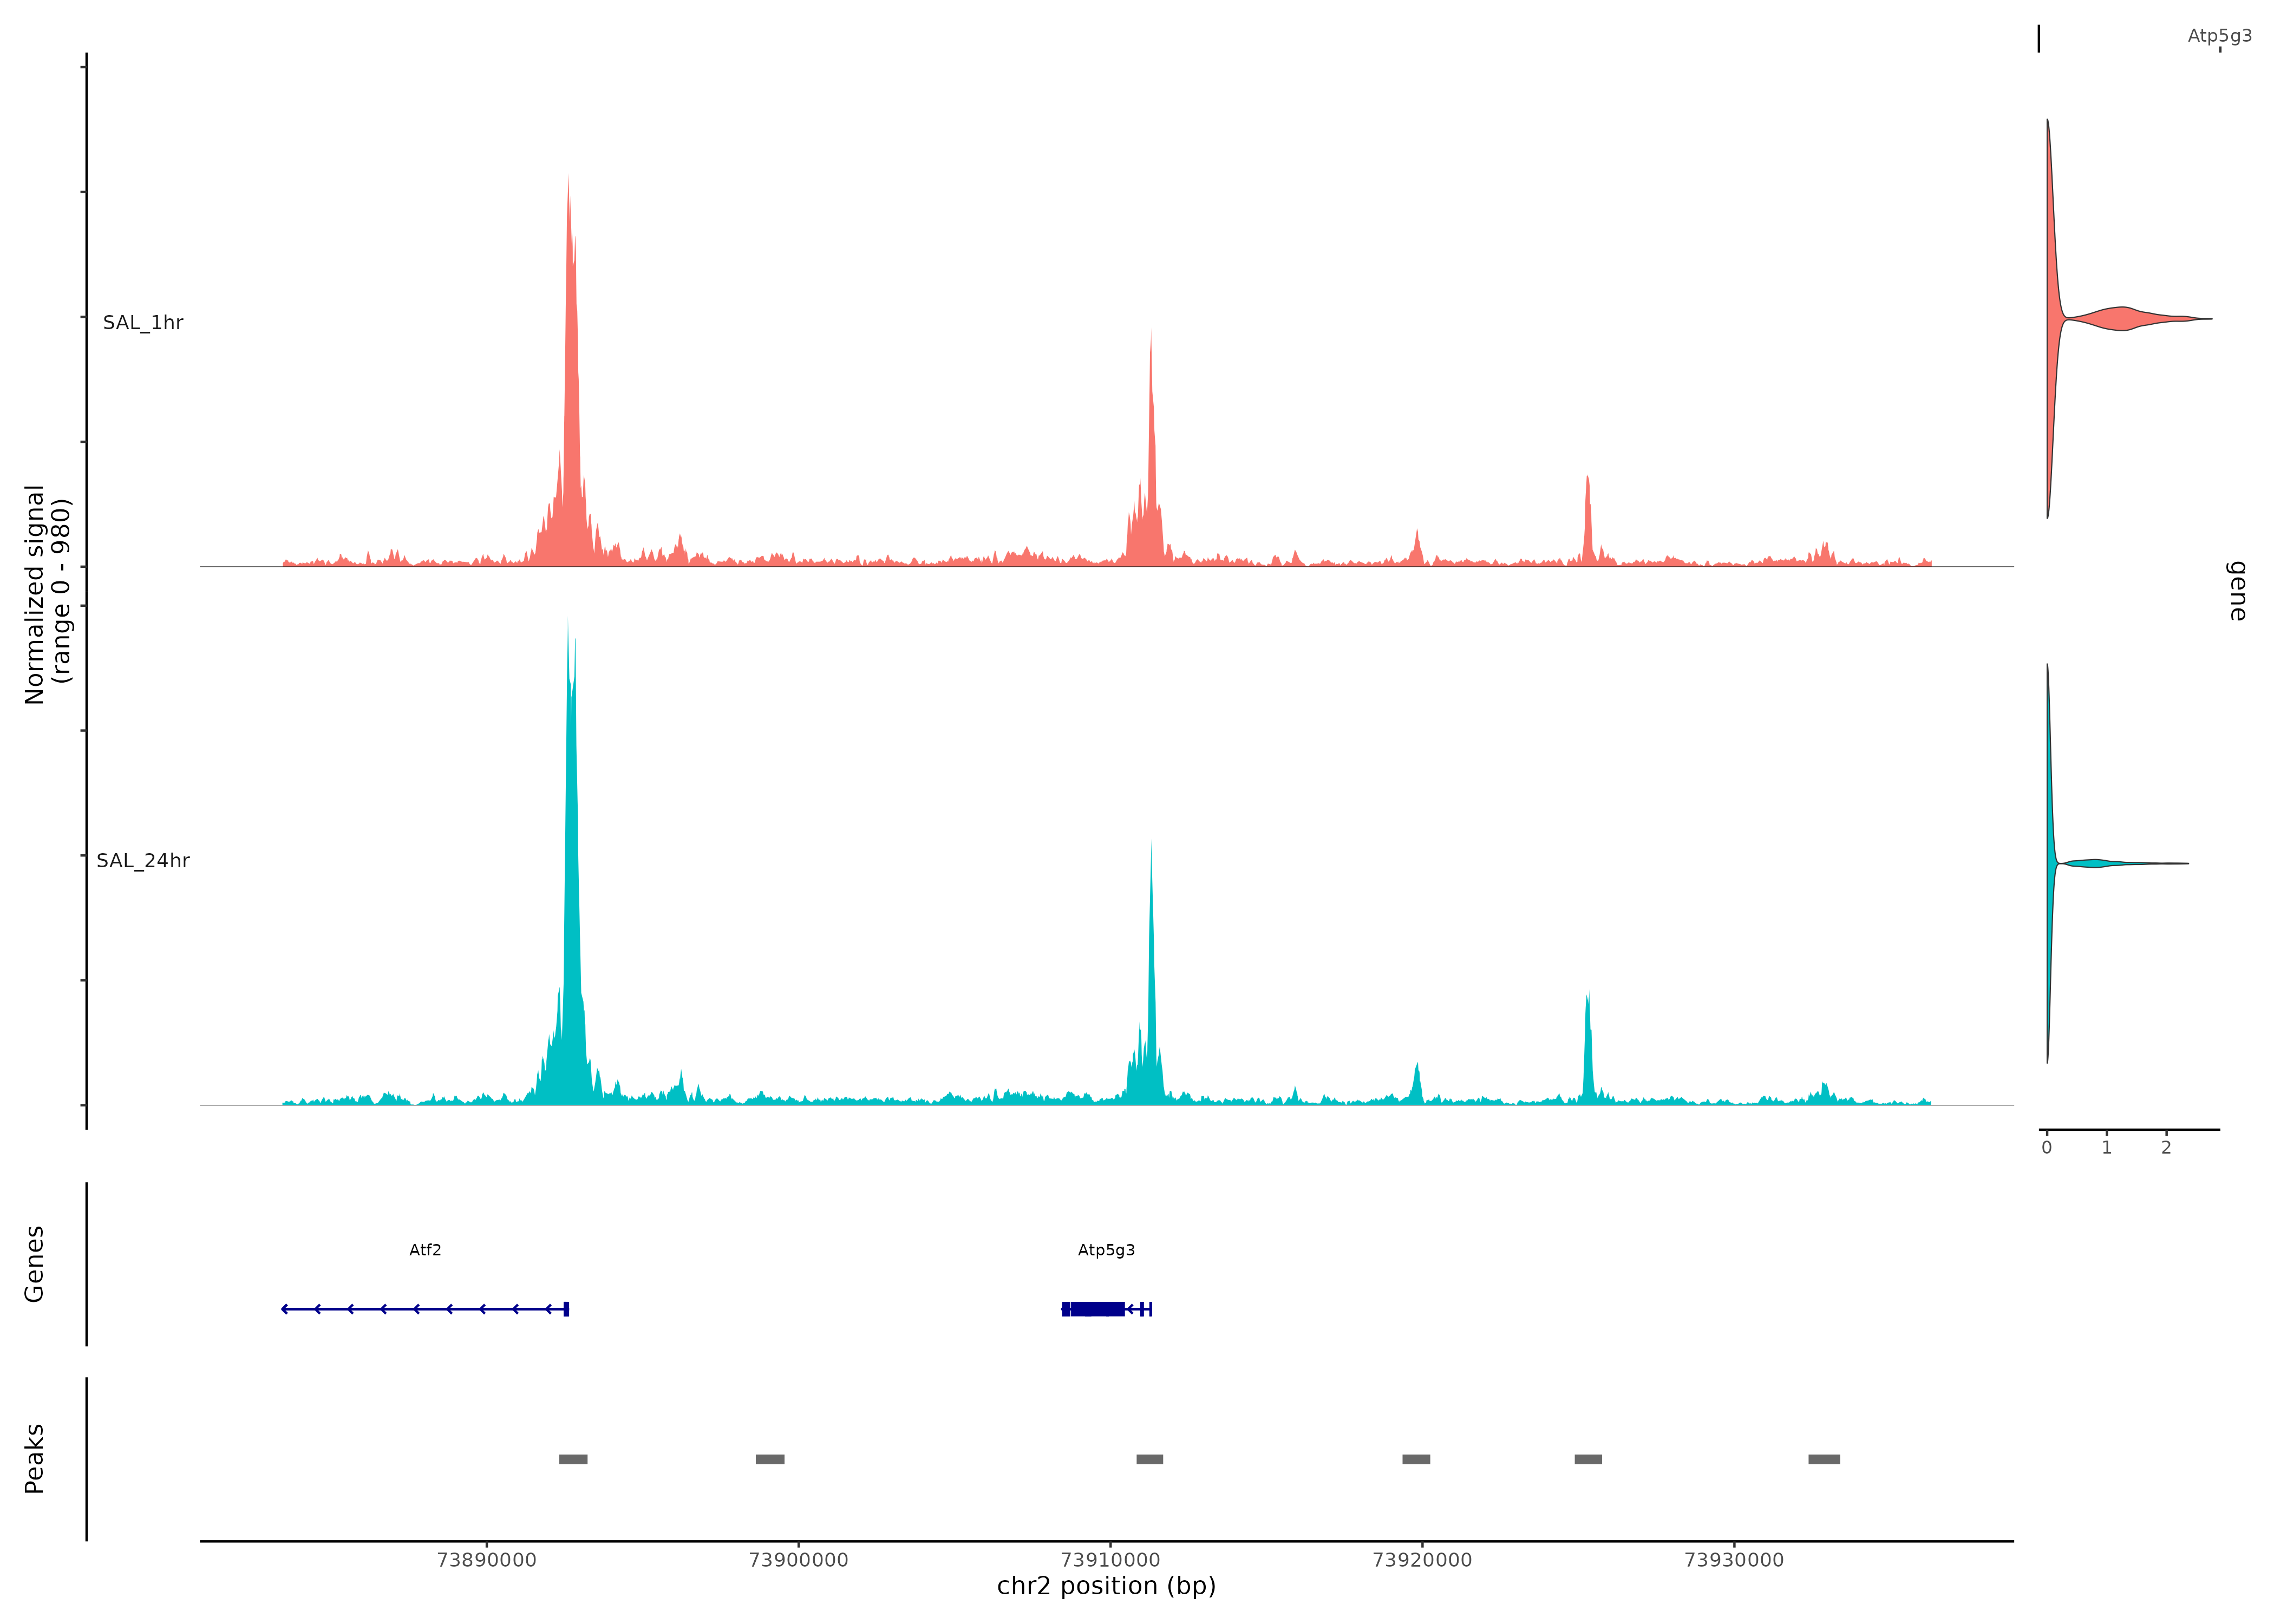 Atp5g3
Normalized signal
(range 0 - 980)
SAL_1hr
SAL_24hr
gene
0 1 2
Genes
Atf2
Atp5g3
Peaks
73890000 73900000 73910000 73920000 73930000
chr2 position (bp)